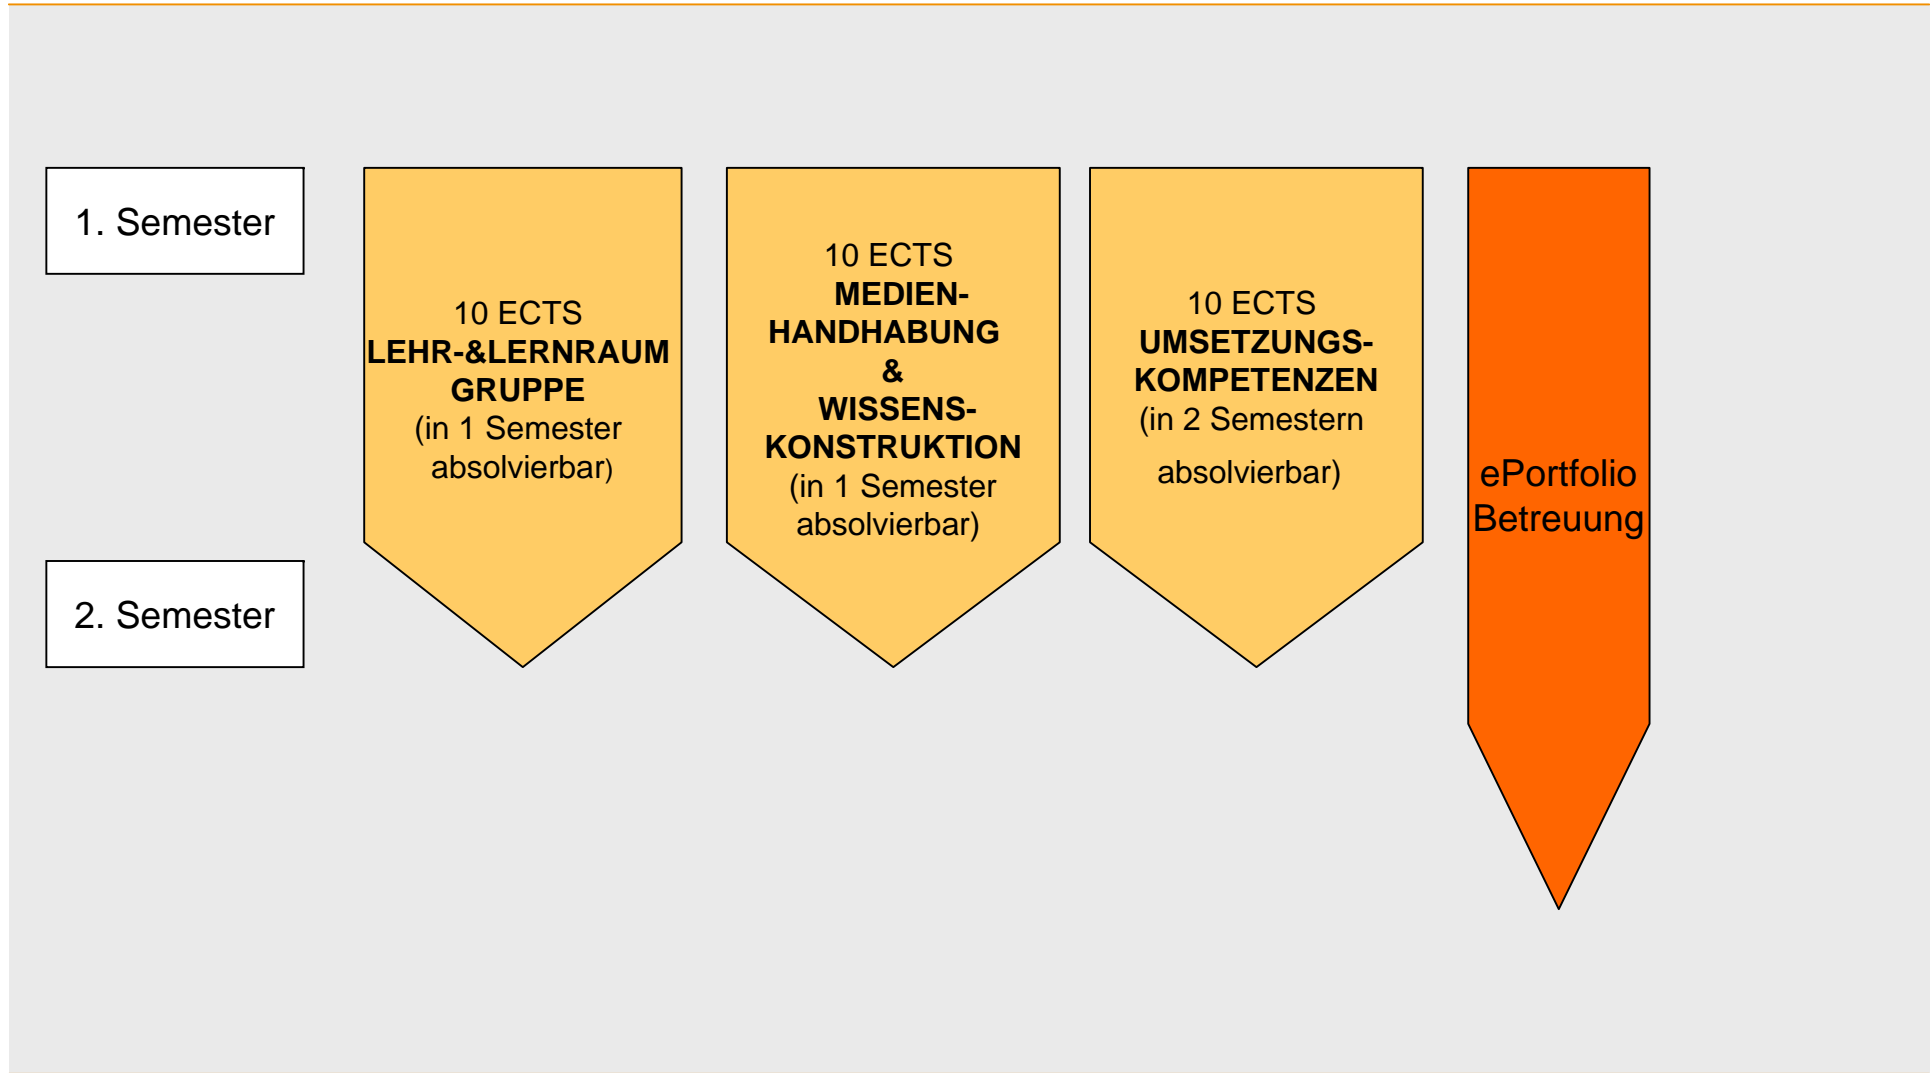 1. Semester
2. Semester
10 ECTS
LEHR-&LERNRAUM
GRUPPE
(in 1 Semester
absolvierbar)
10 ECTS
MEDIEN-
HANDHABUNG
&
WISSENS-
KONSTRUKTION
(in 1 Semester
absolvierbar)
10 ECTS
UMSETZUNGS-
KOMPETENZEN
(in 2 Semestern
absolvierbar)
ePortfolio
Betreuung